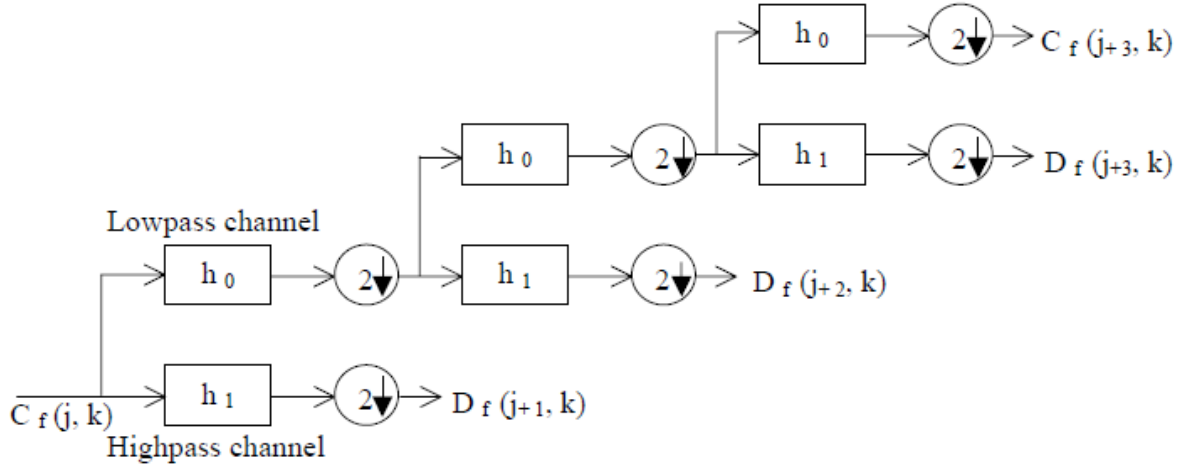 h 0
2
C f (j+ 3, k)
h 0
2
h 1
2
D f (j+3, k)
Lowpass channel
h 0
2
h 1
2
D f (j+ 2, k)
h 1
2
D f (j+ 1, k)
C f (j, k)
Highpass channel